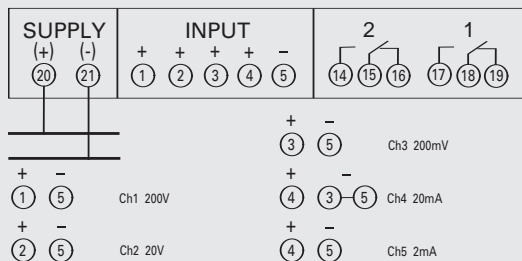 SUPPLY INPUT 2 1
(+) (-) + + + + –
20 21 1 2 3 4 5 14 15 16 17 18 19
+ –
3 5 Ch3 200mV
+ – + –
1 5 Ch1 200V 4 3 5 Ch4 20mA
+ – + –
2 5 Ch2 20V 4 5 Ch5 2mA